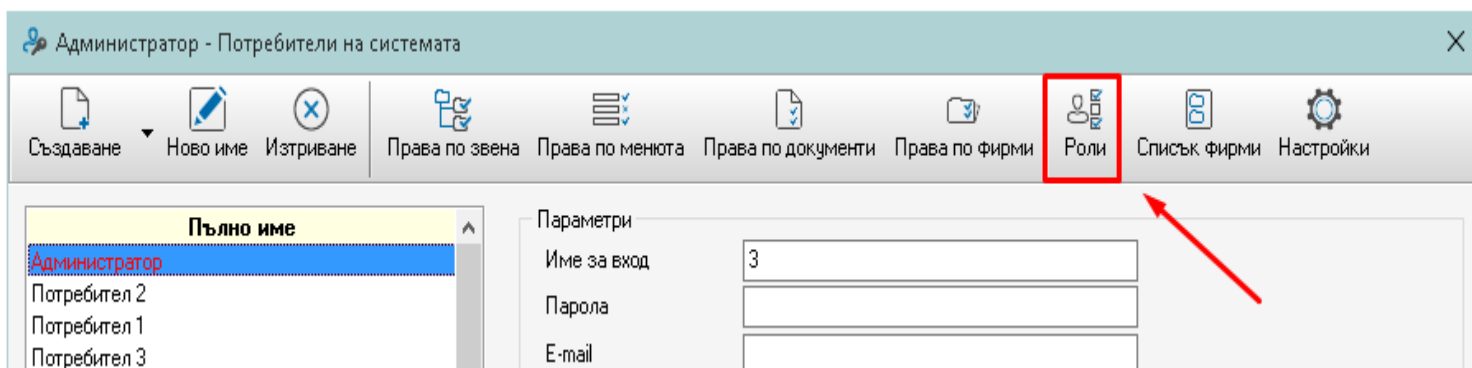 Администратор - Потребители на системата
Създаване Ново име Изтриване Права по звена Права по менюта Права по документи Права по фирми Роли Списък фирми Настройки
Пълно име
Администратор
Потребител 2
Потребител 1
Потребител 3
Параметри
Име за вход 3
Парола
E-mail